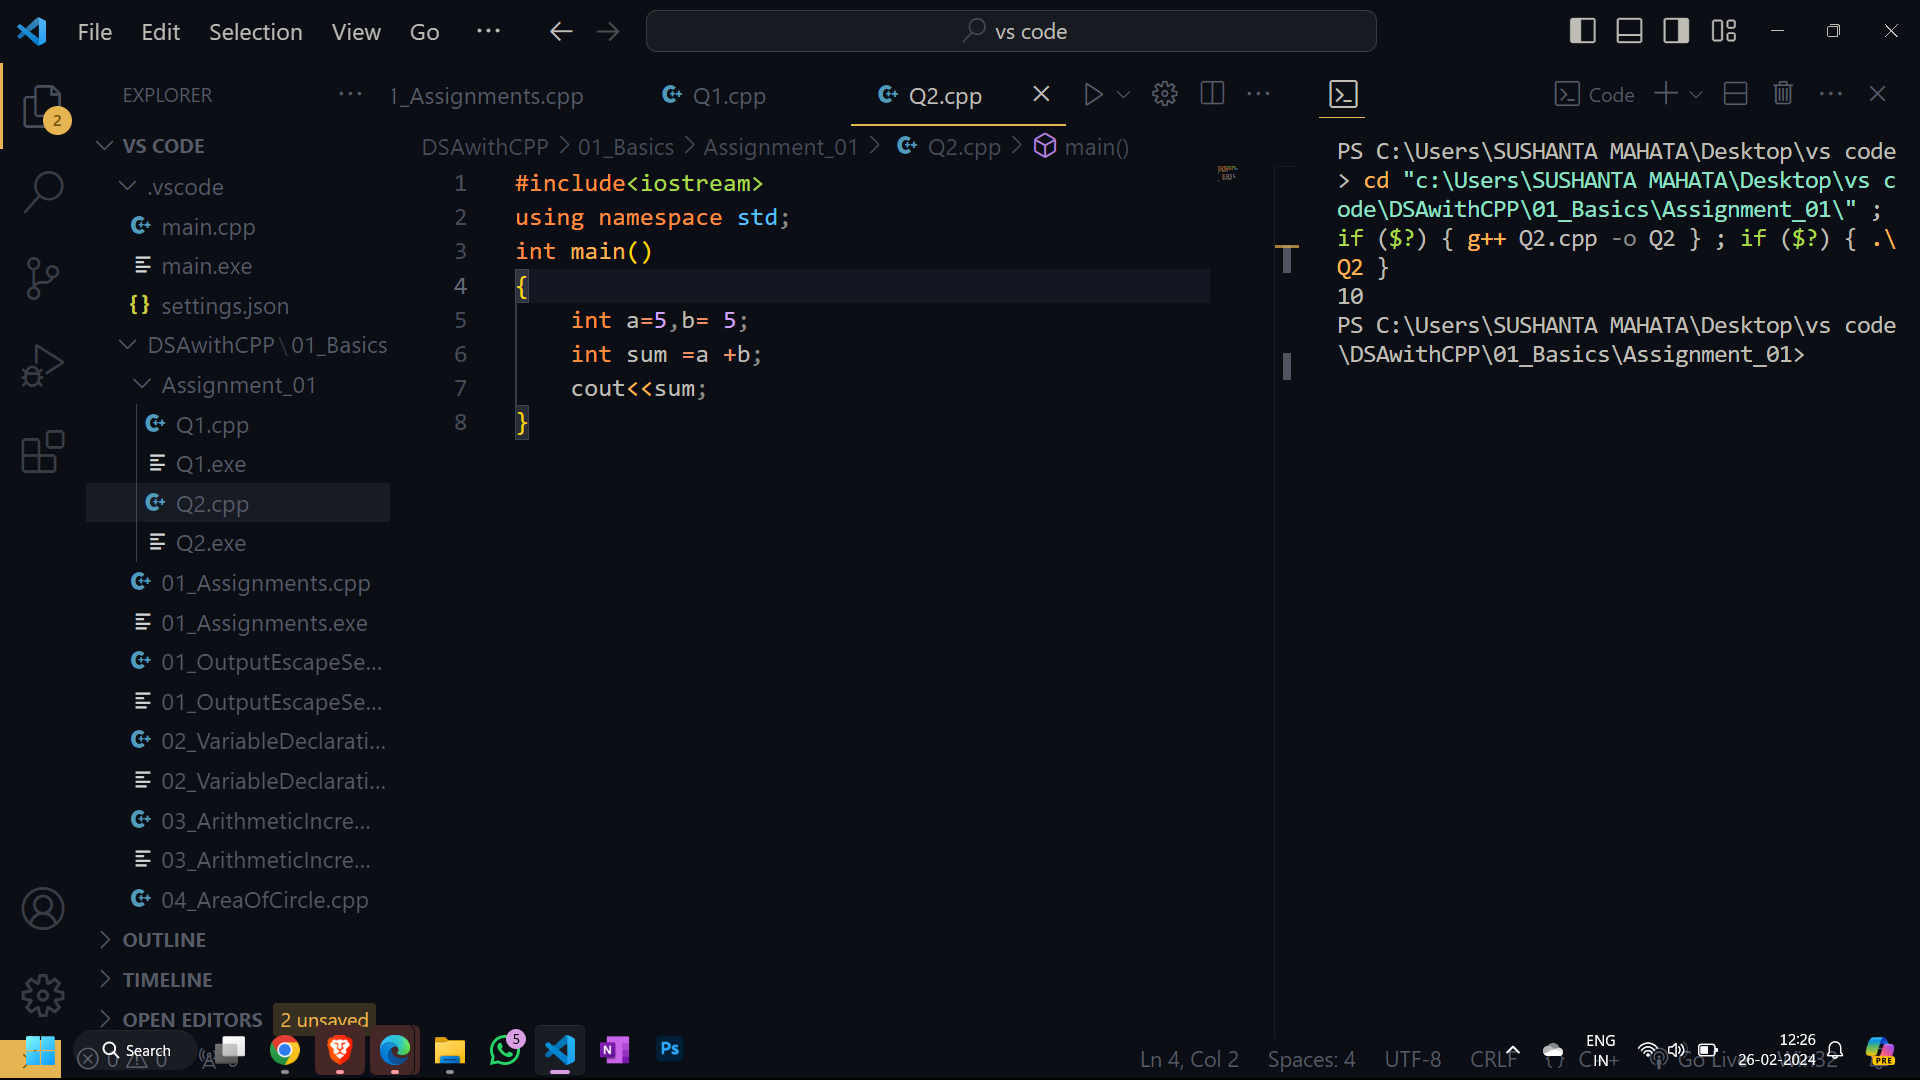 File Edit Selection View Go ···
vs code
EXPLORER ···
1_Assignments.cpp
Q1.cpp
Q2.cpp
Code
2
VS CODE
.vscode
main.cpp
main.exe
settings.json
DSAwithCPP\01_Basics
Assignment_01
Q1.cpp
Q1.exe
Q2.cpp
Q2.exe
01_Assignments.cpp
01_Assignments.exe
01_OutputEscapeSe...
01_OutputEscapeSe...
02_VariableDeclarati...
02_VariableDeclarati...
03_ArithmeticIncre...
03_ArithmeticIncre...
04_AreaOfCircle.cpp
OUTLINE
TIMELINE
OPEN EDITORS 2 unsaved
DSAwithCPP > 01_Basics > Assignment_01 > Q2.cpp > main()
1 #include<iostream>
2 using namespace std;
3 int main()
4 {
5 int a=5,b= 5;
6 int sum =a +b;
7 cout<<sum;
8 }
PS C:\Users\SUSHANTA MAHATA\Desktop\vs code
> cd "c:\Users\SUSHANTA MAHATA\Desktop\vs c
ode\DSAwithCPP\01_Basics\Assignment_01\" ;
if ($?) { g++ Q2.cpp -o Q2 } ; if ($?) { .\
Q2 }
10
PS C:\Users\SUSHANTA MAHATA\Desktop\vs code
\DSAwithCPP\01_Basics\Assignment_01>
Search
5
Ps
Ln 4, Col 2 Spaces: 4 UTF-8 CRLF
ENG
IN
Go Live
12:26
26-02-2024
PRE